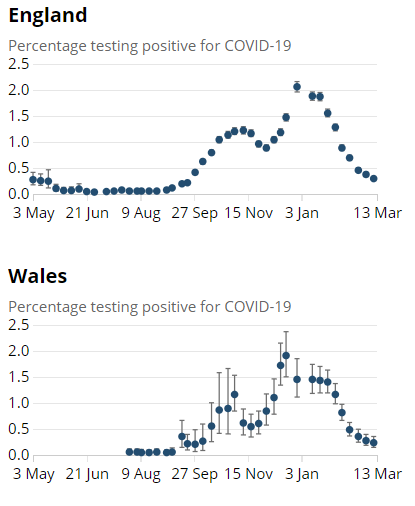 England
Percentage testing positive for COVID-19
2.5
2.0
1.5
1.0
0.5
0.0
3 May 21 Jun 9 Aug 27 Sep 15 Nov 3 Jan 13 Mar
Wales
Percentage testing positive for COVID-19
2.5
2.0
1.5
1.0
0.5
0.0
3 May 21 Jun 9 Aug 27 Sep 15 Nov 3 Jan 13 Mar